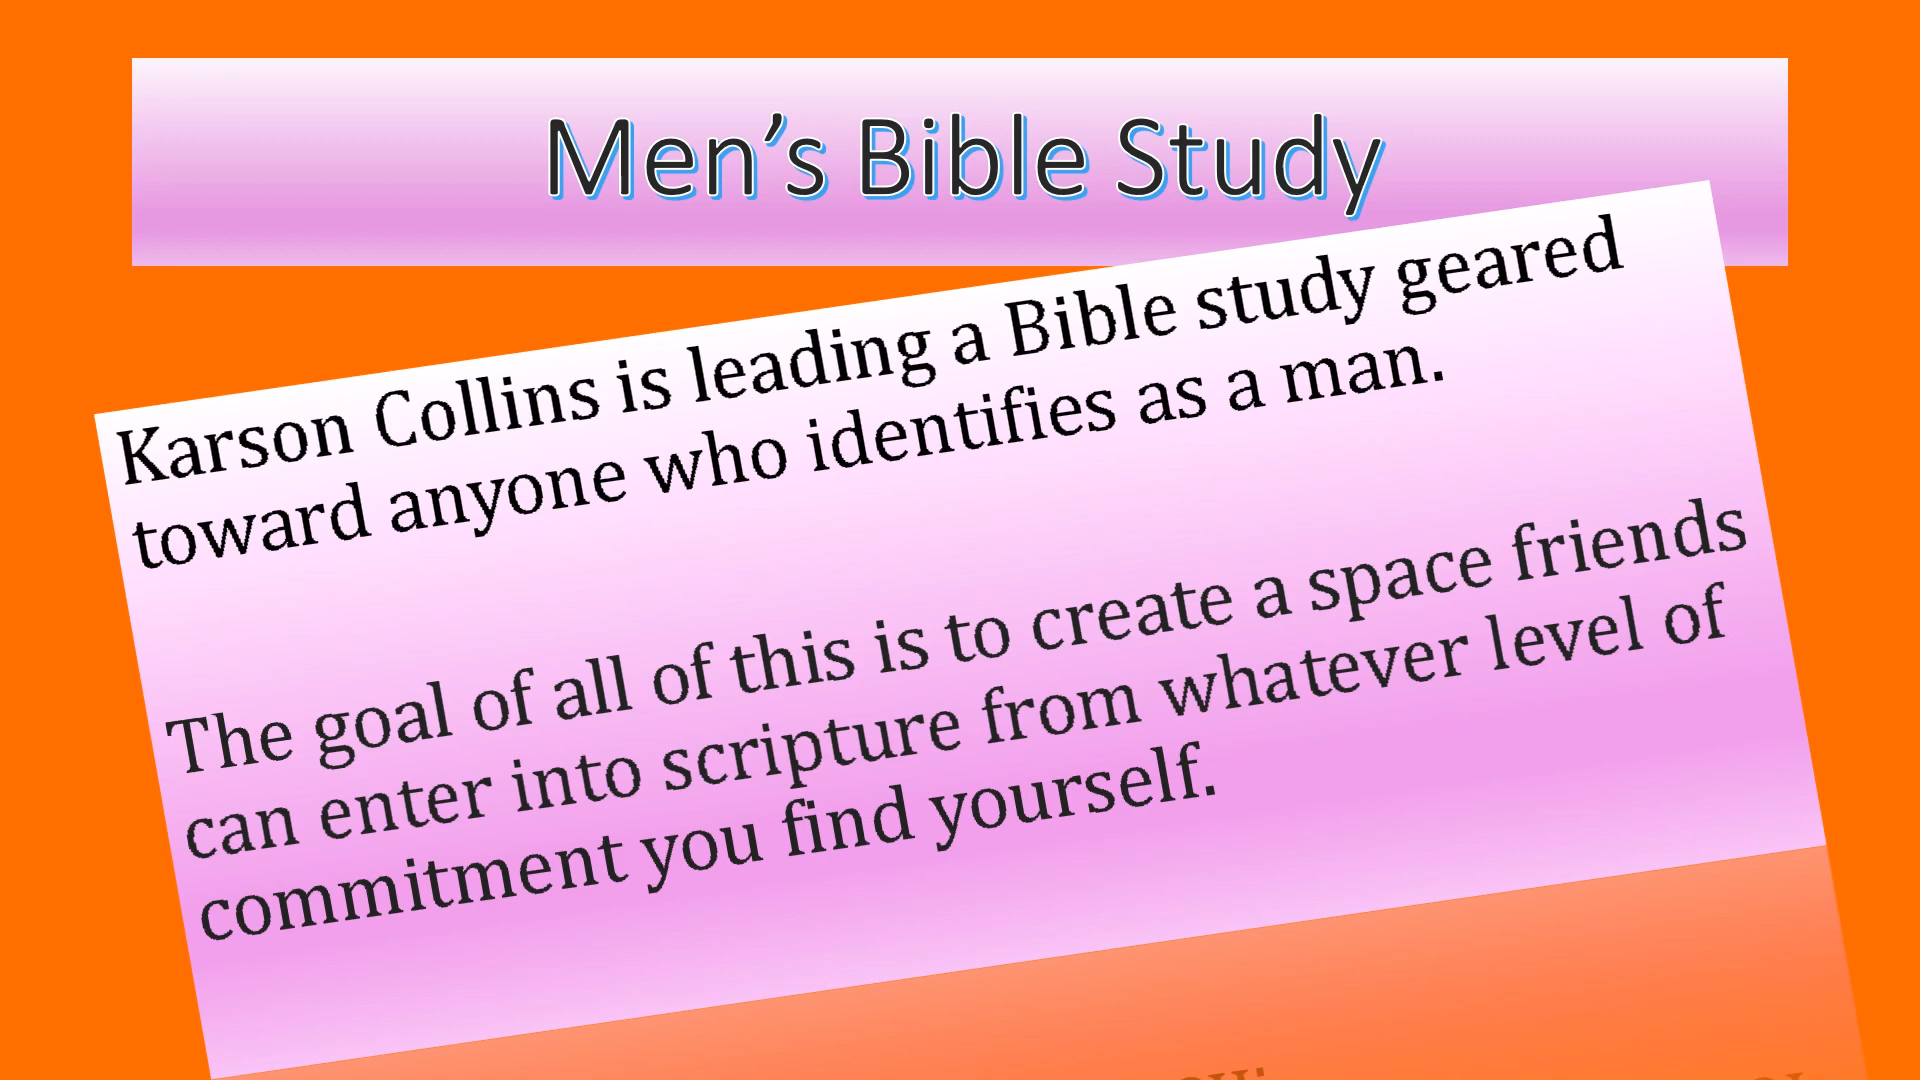 Men’s Bible Study
Karson Collins is leading a Bible study geared
toward anyone who identifies as a man.
The goal of all of this is to create a space friends
can enter into scripture from whatever level of
commitment you find yourself.